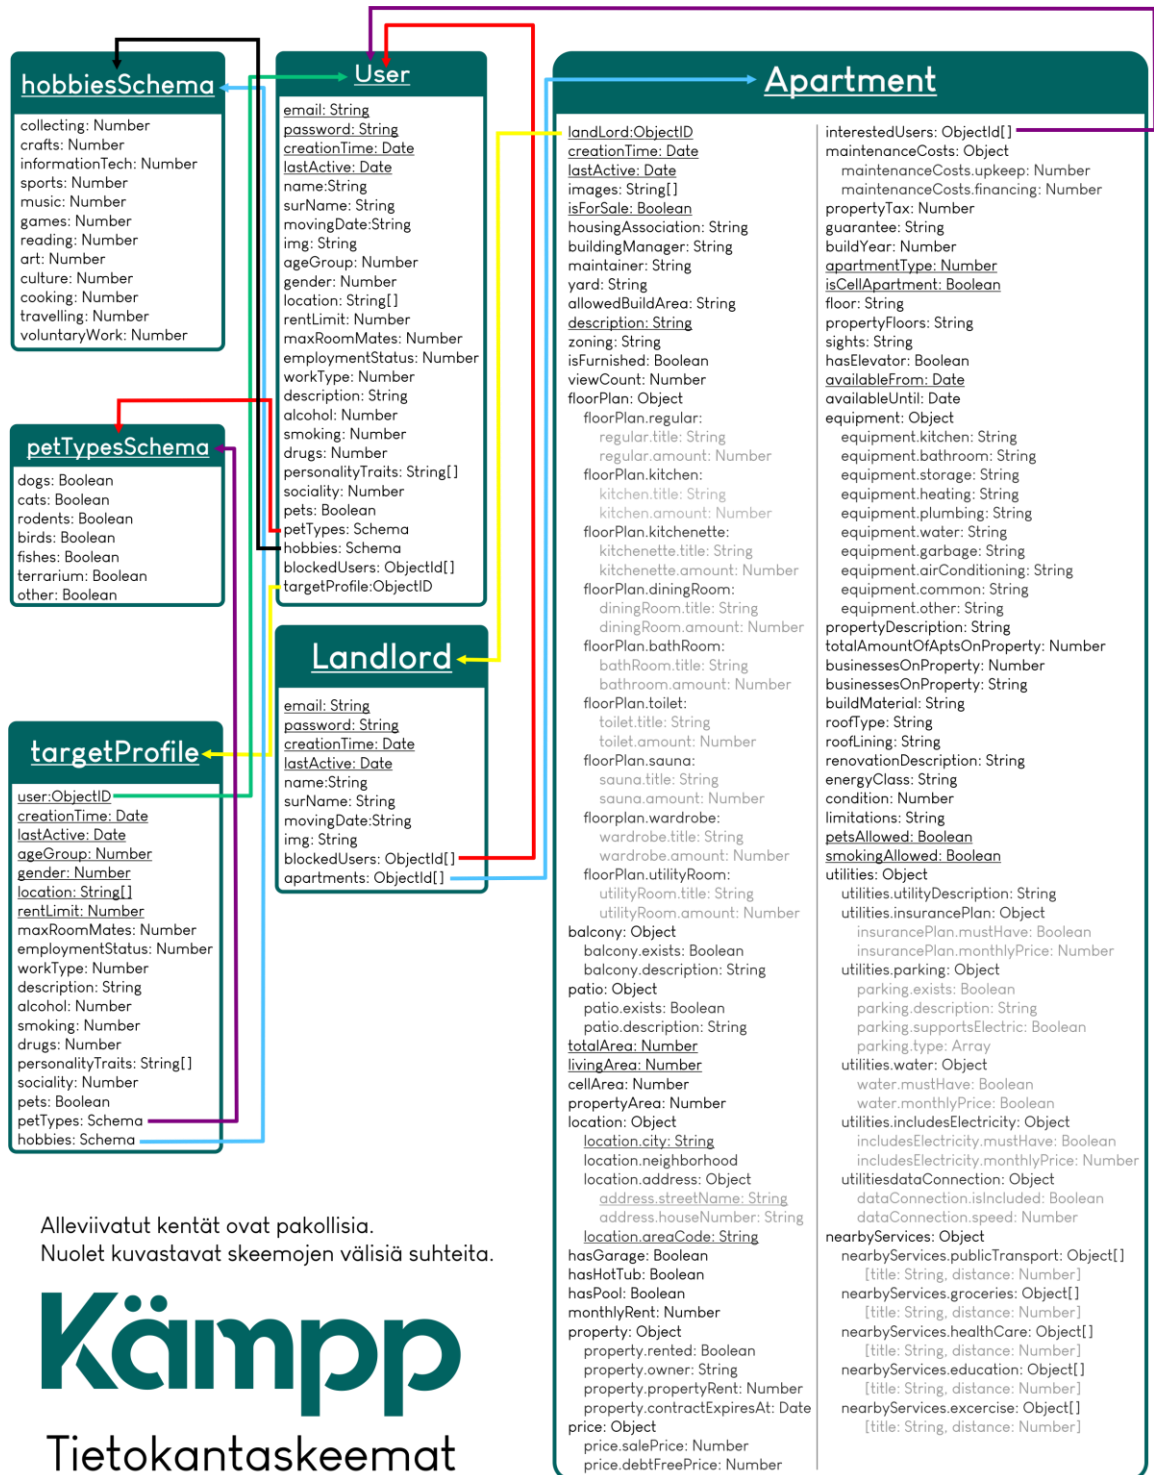 hobbiesSchema
collecting: Number
crafts: Number
informationTech: Number
sports: Number
music: Number
games: Number
reading: Number
art: Number
culture: Number
cooking: Number
travelling: Number
voluntaryWork: Number
petTypesSchema
dogs: Boolean
cats: Boolean
rodents: Boolean
birds: Boolean
fishes: Boolean
terrarium: Boolean
other: Boolean
targetProfile
user:ObjectID
creationTime: Date
lastActive: Date
ageGroup: Number
gender: Number
location: String[]
rentLimit: Number
maxRoomMates: Number
employmentStatus: Number
workType: Number
description: String
alcohol: Number
smoking: Number
drugs: Number
personalityTraits: String[]
sociality: Number
pets: Boolean
petTypes: Schema
hobbies: Schema
User
email: String
password: String
creationTime: Date
lastActive: Date
name:String
surName: String
movingDate:String
img: String
ageGroup: Number
gender: Number
location: String[]
rentLimit: Number
maxRoomMates: Number
employmentStatus: Number
workType: Number
description: String
alcohol: Number
smoking: Number
drugs: Number
personalityTraits: String[]
sociality: Number
pets: Boolean
petTypes: Schema
hobbies: Schema
blockedUsers: ObjectId[]
targetProfile:ObjectID
Landlord
email: String
password: String
creationTime: Date
lastActive: Date
name:String
surName: String
movingDate:String
img: String
blockedUsers: ObjectId[]
apartments: ObjectId[]
Apartment
landLord:ObjectID
creationTime: Date
lastActive: Date
images: String[]
isForSale: Boolean
housingAssociation: String
buildingManager: String
maintainer: String
yard: String
allowedBuildArea: String
description: String
zoning: String
isFurnished: Boolean
viewCount: Number
floorPlan: Object
floorPlan.regular:
regular.title: String
regular.amount: Number
floorPlan.kitchen:
kitchen.title: String
kitchen.amount: Number
floorPlan.kitchenette:
kitchenette.title: String
kitchenette.amount: Number
floorPlan.diningRoom:
diningRoom.title: String
diningRoom.amount: Number
floorPlan.bathRoom:
bathRoom.title: String
bathroom.amount: Number
floorPlan.toilet:
toilet.title: String
toilet.amount: Number
floorPlan.sauna:
sauna.title: String
sauna.amount: Number
floorplan.wardrobe:
wardrobe.title: String
wardrobe.amount: Number
floorPlan.utilityRoom:
utilityRoom.title: String
utilityRoom.amount: Number
balcony: Object
balcony.exists: Boolean
balcony.description: String
patio: Object
patio.exists: Boolean
patio.description: String
totalArea: Number
livingArea: Number
cellArea: Number
propertyArea: Number
location: Object
location.city: String
location.neighborhood
location.address: Object
address.streetName: String
address.houseNumber: String
location.areaCode: String
hasGarage: Boolean
hasHotTub: Boolean
hasPool: Boolean
monthlyRent: Number
property: Object
property.rented: Boolean
property.owner: String
property.propertyRent: Number
property.contractExpiresAt: Date
price: Object
price.salePrice: Number
price.debtFreePrice: Number
interestedUsers: ObjectId[]
maintenanceCosts: Object
maintenanceCosts.upkeep: Number
maintenanceCosts.financing: Number
propertyTax: Number
guarantee: String
buildYear: Number
apartmentType: Number
isCellApartment: Boolean
floor: String
propertyFloors: String
sights: String
hasElevator: Boolean
availableFrom: Date
availableUntil: Date
equipment: Object
equipment.kitchen: String
equipment.bathroom: String
equipment.storage: String
equipment.heating: String
equipment.plumbing: String
equipment.water: String
equipment.garbage: String
equipment.airConditioning: String
equipment.common: String
equipment.other: String
propertyDescription: String
totalAmountOfAptsOnProperty: Number
businessesOnProperty: Number
businessesOnProperty: String
buildMaterial: String
roofType: String
roofLining: String
renovationDescription: String
energyClass: String
condition: Number
limitations: String
petsAllowed: Boolean
smokingAllowed: Boolean
utilities: Object
utilities.utilityDescription: String
utilities.insurancePlan: Object
insurancePlan.mustHave: Boolean
insurancePlan.monthlyPrice: Number
utilities.parking: Object
parking.exists: Boolean
parking.description: String
parking.supportsElectric: Boolean
parking.type: Array
utilities.water: Object
water.mustHave: Boolean
water.monthlyPrice: Boolean
utilities.includesElectricity: Object
includesElectricity.mustHave: Boolean
includesElectricity.monthlyPrice: Number
utilitiesdataConnection: Object
dataConnection.isIncluded: Boolean
dataConnection.speed: Number
nearbyServices: Object
nearbyServices.publicTransport: Object[]
[title: String, distance: Number]
nearbyServices.groceries: Object[]
[title: String, distance: Number]
nearbyServices.healthCare: Object[]
[title: String, distance: Number]
nearbyServices.education: Object[]
[title: String, distance: Number]
nearbyServices.excercise: Object[]
[title: String, distance: Number]
Alleviivatut kentät ovat pakollisia.
Nuolet kuvastavat skeemojen välisiä suhteita.
Kämpp
Tietokantaskeemat